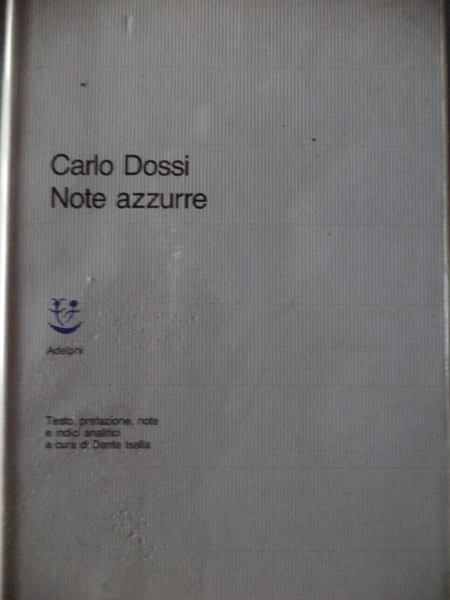 Carlo Dossi
Note azzurre
Adelphi
Testo, prefazione, note
e indici analitici
a cura di Dante Isella